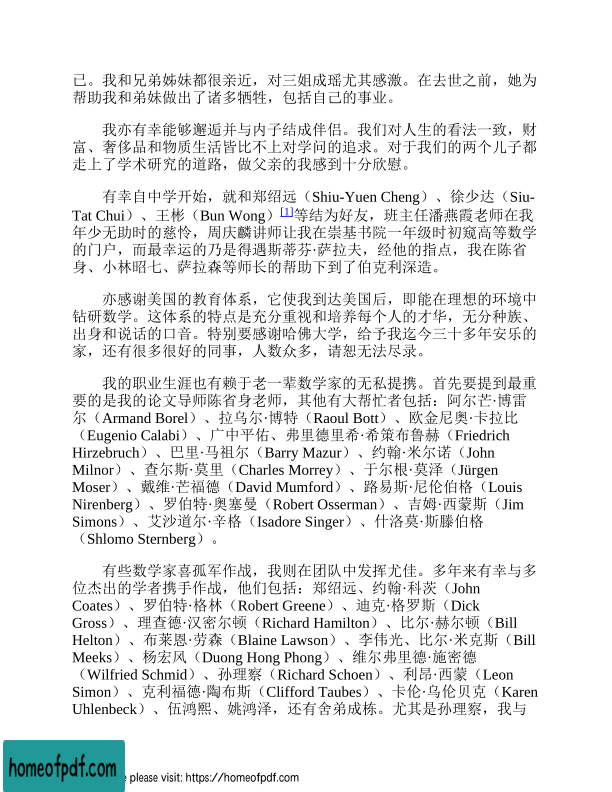 已。我和兄弟姊妹都很亲近，对三姐成瑶尤其感激。在去世之前，她为
帮助我和弟妹做出了诸多牺牲，包括自己的事业。
我亦有幸能够邂逅并与内子结成伴侣。我们对人生的看法一致，财
富、奢侈品和物质生活皆比不上对学问的追求。对于我们的两个儿子都
走上了学术研究的道路，做父亲的我感到十分欣慰。
有幸自中学开始，就和郑绍远（Shiu-Yuen Cheng）、徐少达（Siu-
Tat Chui）、王彬（Bun Wong）[1]等结为好友，班主任潘燕霞老师在我
年少无助时的慈怜，周庆麟讲师让我在崇基书院一年级时初窥高等数学
的门户，而最幸运的乃是得遇斯蒂芬·萨拉夫，经他的指点，我在陈省
身、小林昭七、萨拉森等师长的帮助下到了伯克利深造。
亦感谢美国的教育体系，它使我到达美国后，即能在理想的环境中
钻研数学。这体系的特点是充分重视和培养每个人的才华，无分种族、
出身和说话的口音。特别要感谢哈佛大学，给予我迄今三十多年安乐的
家，还有很多很好的同事，人数众多，请恕无法尽录。
我的职业生涯也有赖于老一辈数学家的无私提携。首先要提到最重
要的是我的论文导师陈省身老师，其他有大帮忙者包括：阿尔芒·博雷
尔（Armand Borel）、拉乌尔·博特（Raoul Bott）、欧金尼奥·卡拉比
（Eugenio Calabi）、广中平佑、弗里德里希·希策布鲁赫（Friedrich
Hirzebruch）、巴里·马祖尔（Barry Mazur）、约翰·米尔诺（John
Milnor）、查尔斯·莫里（Charles Morrey）、于尔根·莫泽（Jürgen
Moser）、戴维·芒福德（David Mumford）、路易斯·尼伦伯格（Louis
Nirenberg）、罗伯特·奥塞曼（Robert Osserman）、吉姆·西蒙斯（Jim
Simons）、艾沙道尔·辛格（Isadore Singer）、什洛莫·斯滕伯格
（Shlomo Sternberg）。
有些数学家喜孤军作战，我则在团队中发挥尤佳。多年来有幸与多
位杰出的学者携手作战，他们包括：郑绍远、约翰·科茨（John
Coates）、罗伯特·格林（Robert Greene）、迪克·格罗斯（Dick
Gross）、理查德·汉密尔顿（Richard Hamilton）、比尔·赫尔顿（Bill
Helton）、布莱恩·劳森（Blaine Lawson）、李伟光、比尔·米克斯（Bill
Meeks）、杨宏风（Duong Hong Phong）、维尔弗里德·施密德
（Wilfried Schmid）、孙理察（Richard Schoen）、利昂·西蒙（Leon
Simon）、克利福德·陶布斯（Clifford Taubes）、卡伦·乌伦贝克（Karen
Uhlenbeck）、伍鸿熙、姚鸿泽，还有舍弟成栋。尤其是孙理察，我与
homeofpdf.com
please visit: https://homeofpdf.com